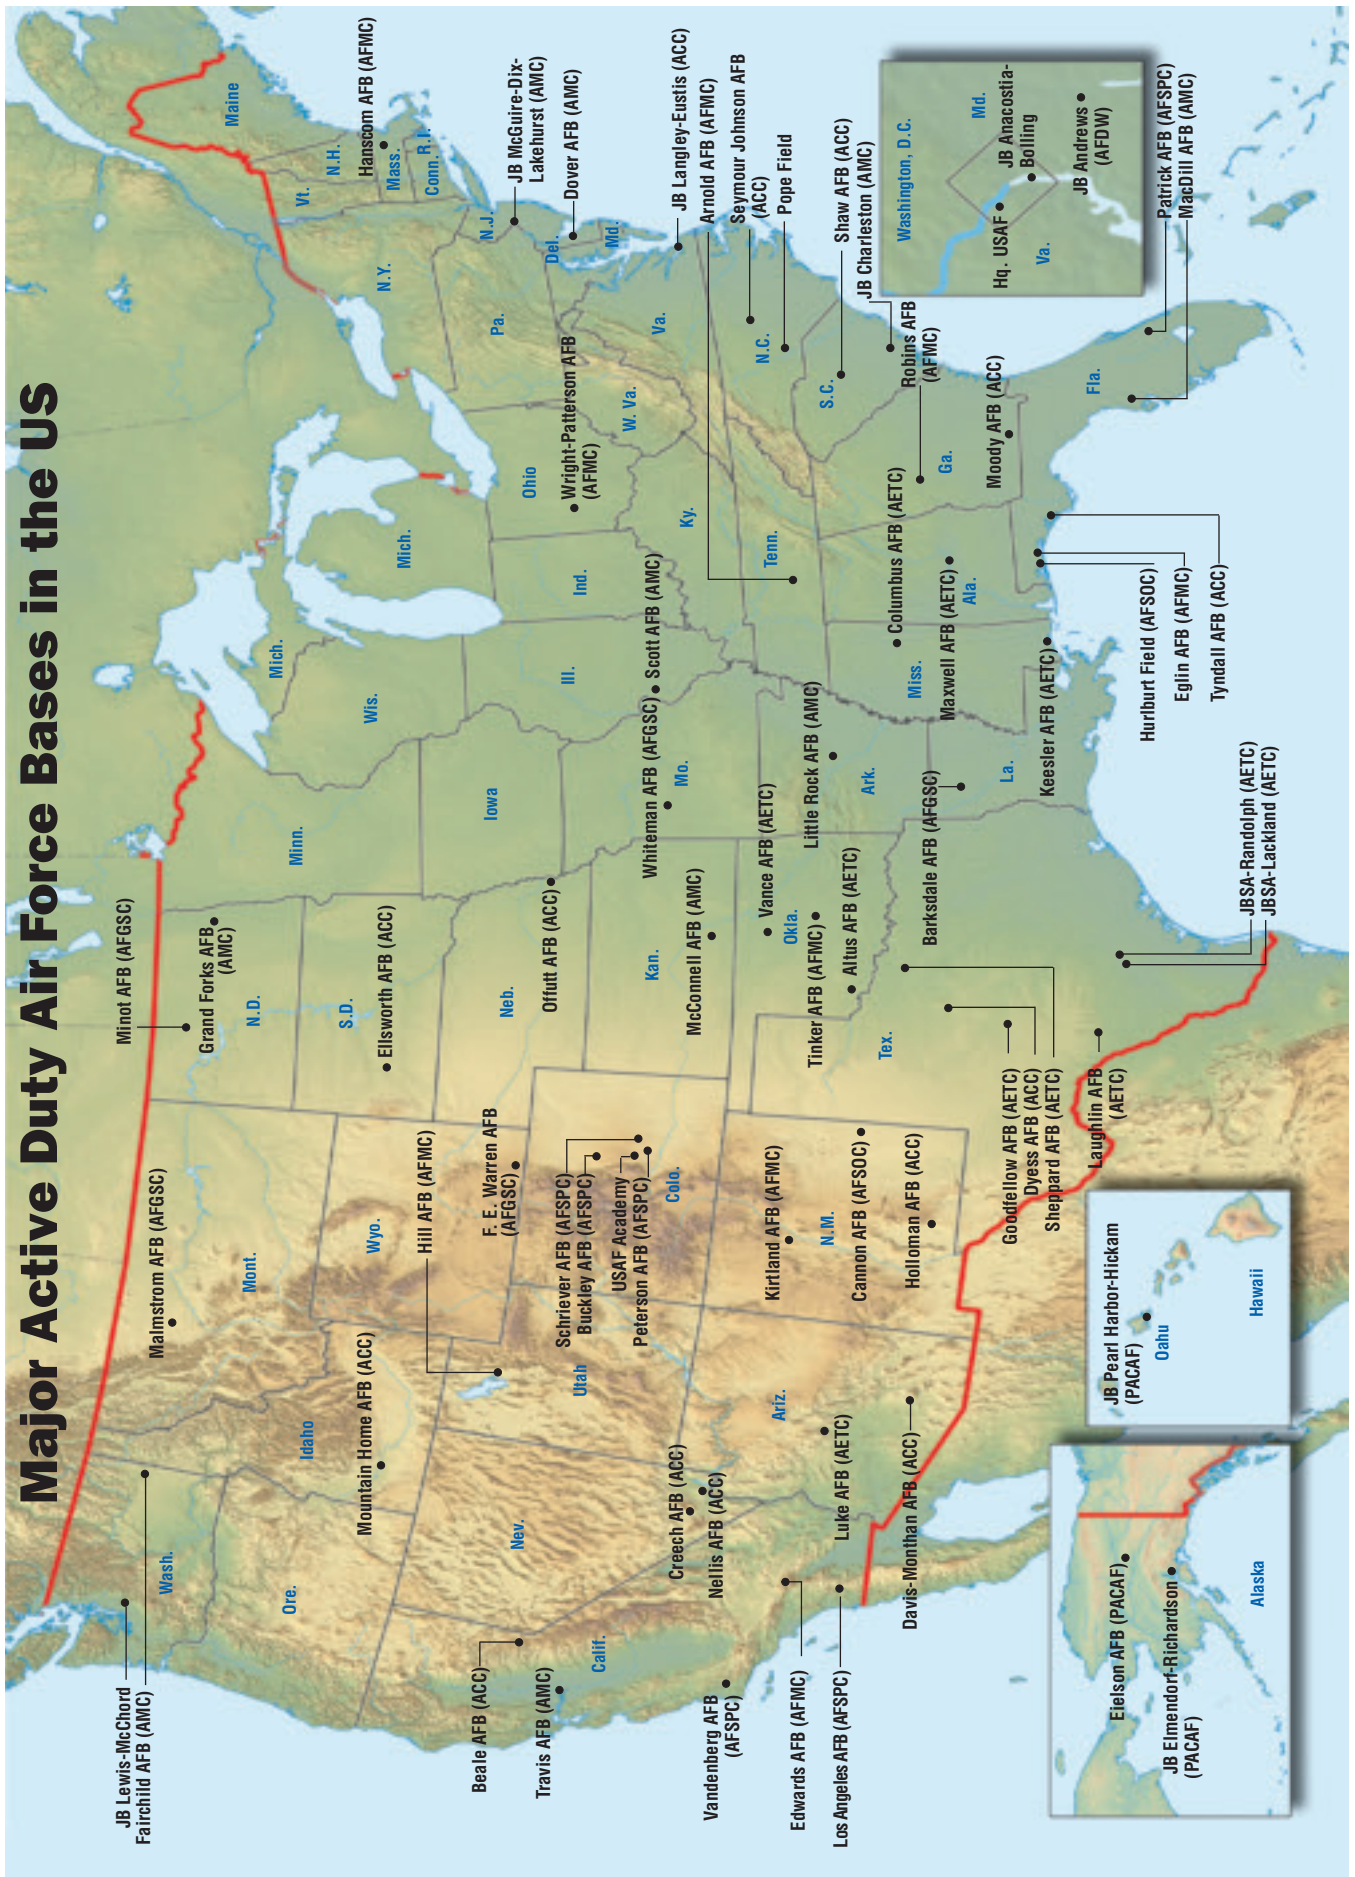 Major Active Duty Air Force Bases in the US
JB Lewis-McChord
Fairchild AFB (AMC)
Wash.
Ore.
Idaho
Mountain Home AFB (ACC)
Malmstrom AFB (AFGSC)
Mont.
Wyo.
Hill AFB (AFMC)
F. E. Warren AFB
(AFGSC)
Minot AFB (AFGSC)
Grand Forks AFB
(AMC)
N.D.
S.D.
Ellsworth AFB (ACC)
Neb.
Offutt AFB (ACC)
Minn.
Iowa
Wis.
Mich.
Mich.
Ill.
Ind.
Ohio
Wright-Patterson AFB
(AFMC)
Maine
Vt.
N.H.
Hanscom AFB (AFMC)
Mass.
Conn.
R.I.
N.Y.
N.J.
JB McGuire-Dix-
Lakehurst (AMC)
Pa.
Del.
Dover AFB (AMC)
Md.
Beale AFB (ACC)
Travis AFB (AMC)
Calif.
Nev.
Utah
Vandenberg AFB
(AFSPC)
Edwards AFB (AFMC)
Los Angeles AFB (AFSPC)
Creech AFB (ACC)
Nellis AFB (ACC)
Ariz.
Luke AFB (AETC)
Davis-Monthan AFB (ACC)
Schriever AFB (AFSPC)
Buckley AFB (AFSPC)
USAF Academy
Peterson AFB (AFSPC)
Colo.
Kirtland AFB (AFMC)
N.M.
Cannon AFB (AFSOC)
Holloman AFB (ACC)
Kan.
McConnell AFB (AMC)
Whiteman AFB (AFGSC)
Mo.
Scott AFB (AMC)
Vance AFB (AETC)
Okla.
Tinker AFB (AFMC)
Altus AFB (AETC)
Tex.
Little Rock AFB (AMC)
Ark.
Barksdale AFB (AFGSC)
La.
Goodfellow AFB (AETC)
Dyess AFB (ACC)
Sheppard AFB (AETC)
Laughlin AFB
(AETC)
JBSA-Randolph (AETC)
JBSA-Lackland (AETC)
Ky.
Tenn.
W. Va.
Va.
JB Langley-Eustis (ACC)
Arnold AFB (AFMC)
Seymour Johnson AFB
(ACC)
Pope Field
N.C.
S.C.
Shaw AFB (ACC)
JB Charleston (AMC)
Robins AFB
(AFMC)
Ga.
Moody AFB (ACC)
Columbus AFB (AETC)
Miss.
Maxwell AFB (AETC)
Ala.
Keesler AFB (AETC)
Hurlburt Field (AFSOC)
Eglin AFB (AFMC)
Tyndall AFB (ACC)
Fla.
Patrick AFB (AFSPC)
MacDill AFB (AMC)
Washington, D.C.
Md.
Hq. USAF
JB Anacostia-
Bolling
Va.
JB Andrews
(AFDW)
Eielson AFB (PACAF)
JB Elmendorf-Richardson
(PACAF)
Alaska
JB Pearl Harbor-Hickam
(PACAF)
Oahu
Hawaii